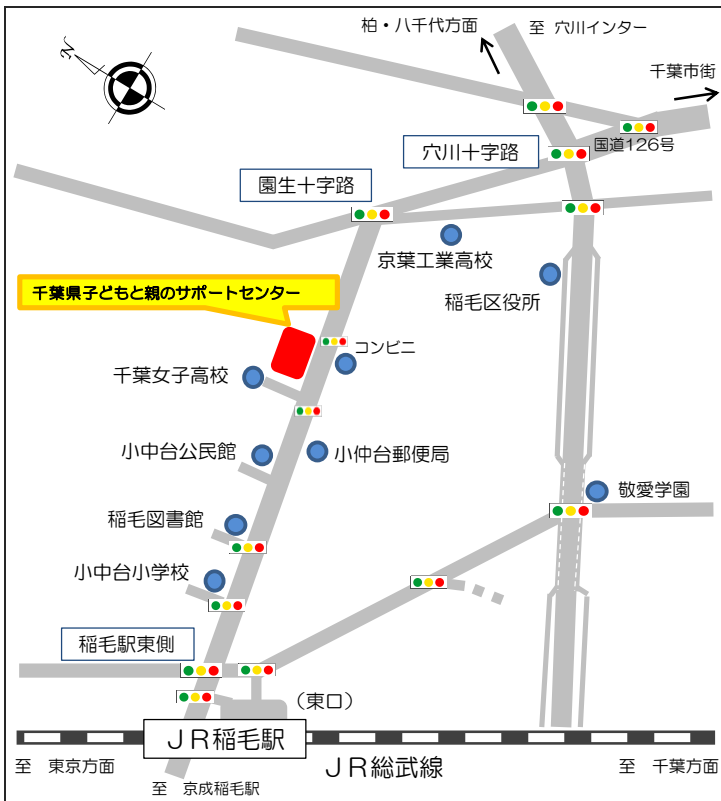 柏・八千代方面
至 穴川インター
千葉市街
N
国道126号
穴川十字路
園生十字路
京葉工業高校
稲毛区役所
千葉県子どもと親のサポートセンター
コンビニ
千葉女子高校
小中台公民館
小仲台郵便局
敬愛学園
稲毛図書館
小中台小学校
稲毛駅東側
（東口）
ＪＲ稲毛駅
至 東京方面
ＪＲ総武線
至 千葉方面
至 京成稲毛駅